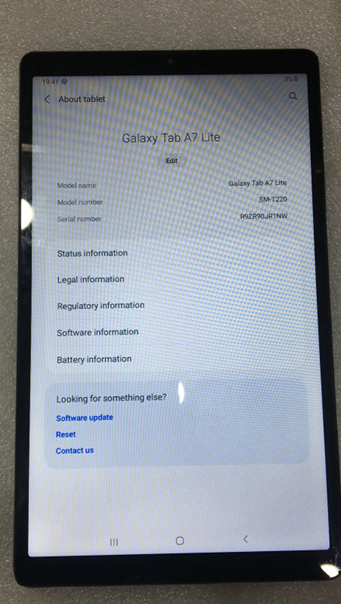 19:41
3%
About tablet
Galaxy Tab A7 Lite
Edit
Model name Galaxy Tab A7 Lite
Model number SM-T220
Serial number R9ZR90JR1NW
Status information
Legal information
Regulatory information
Software information
Battery information
Looking for something else?
Software update
Reset
Contact us